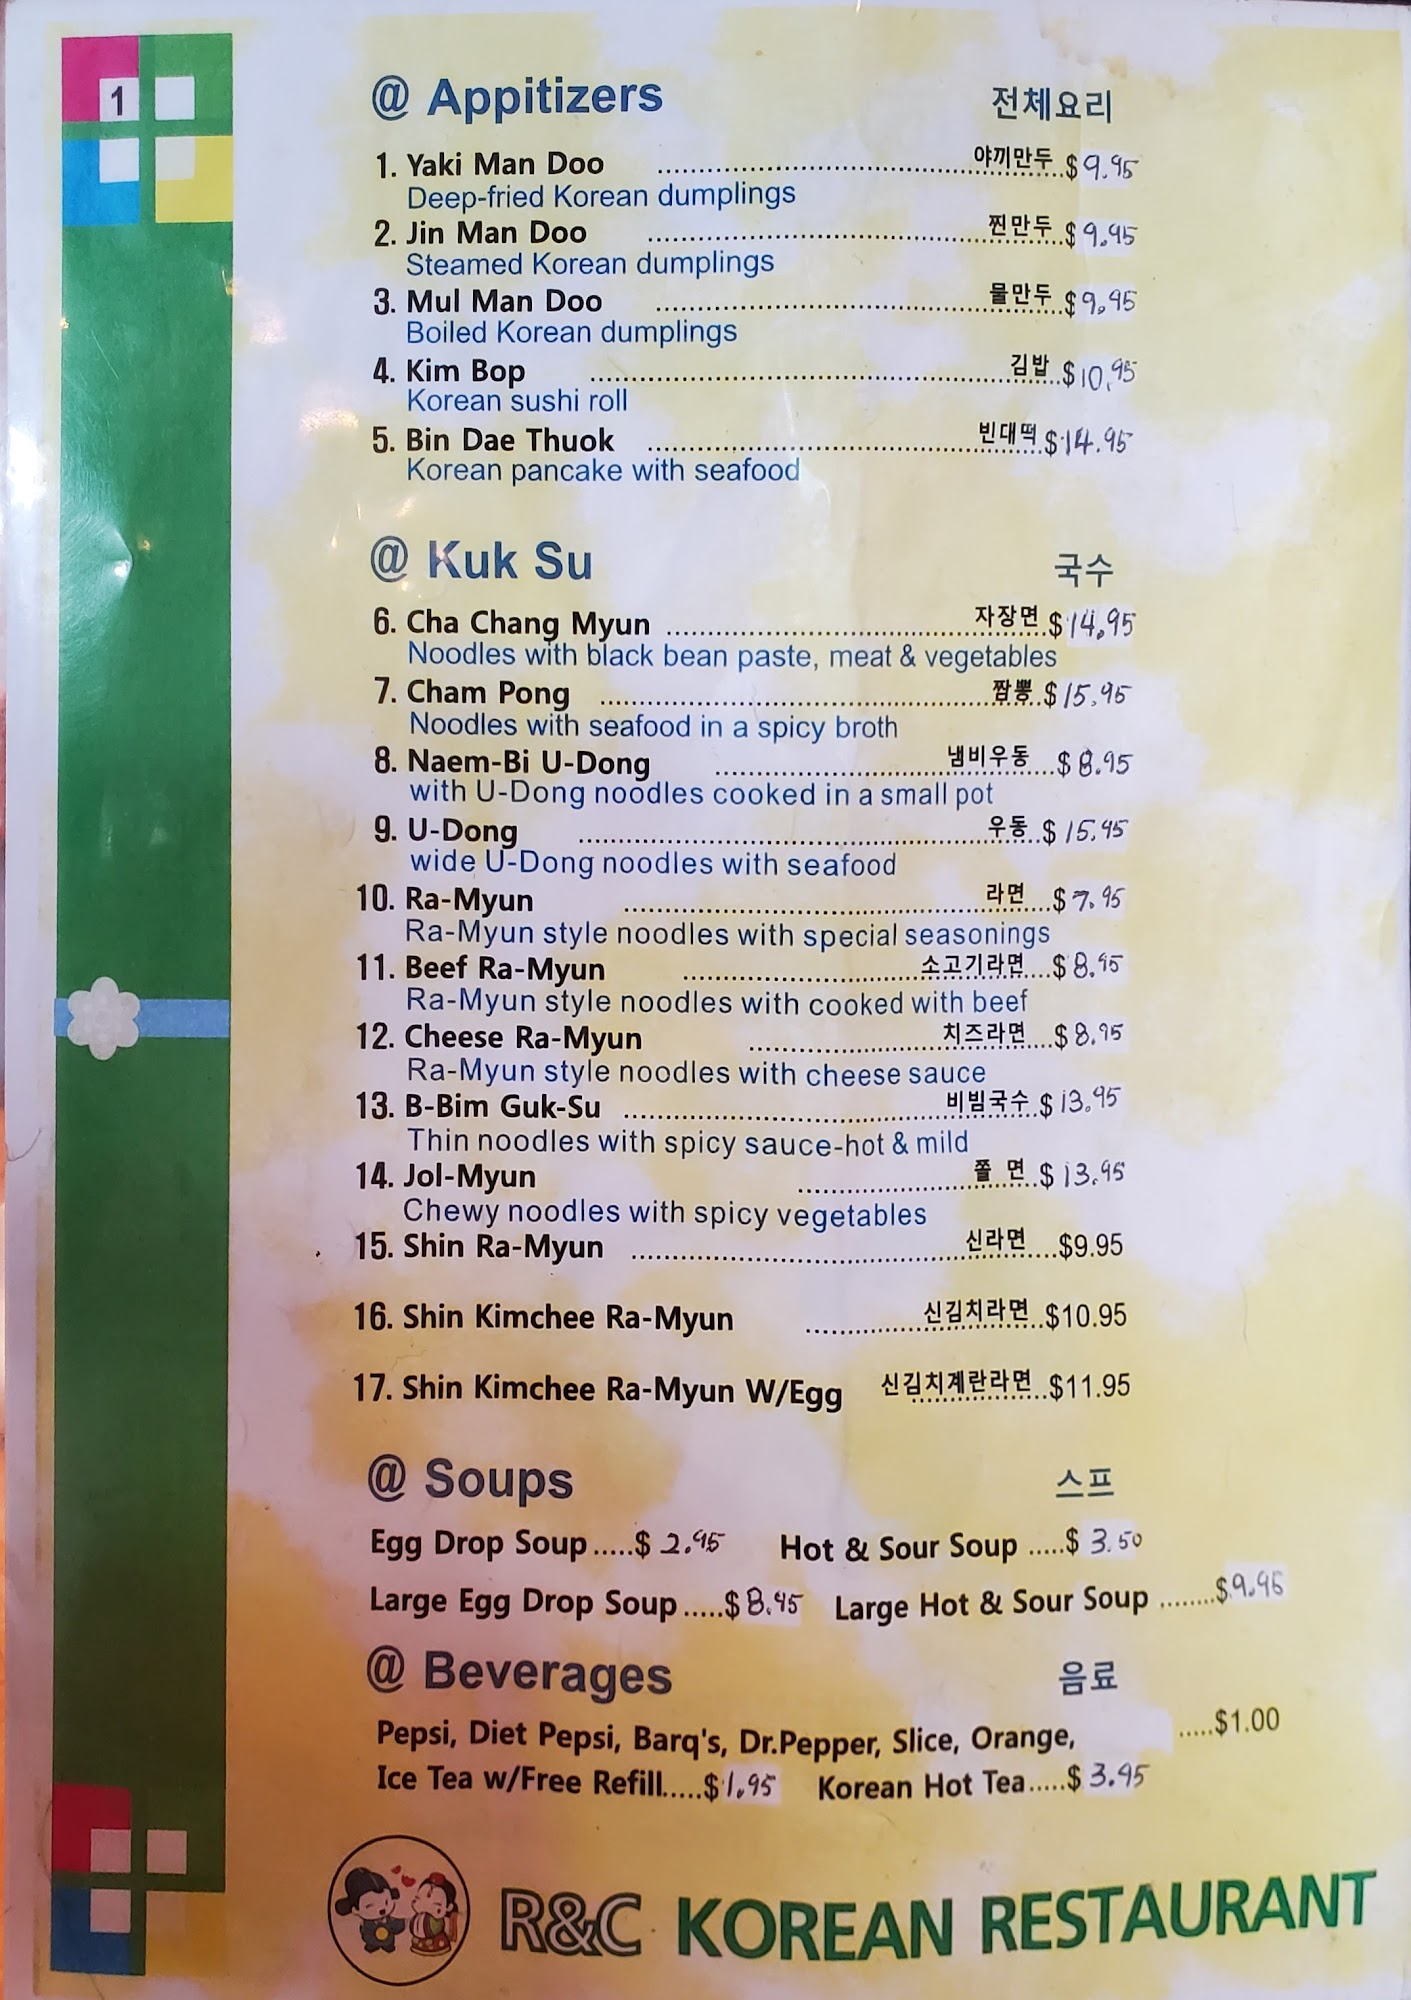 1
@ Appitizers 전체요리
1. Yaki Man Doo 야끼만두 $9.95
Deep-fried Korean dumplings
2. Jin Man Doo 찐만두 $9.95
Steamed Korean dumplings
3. Mul Man Doo 물만두 $9.95
Boiled Korean dumplings
4. Kim Bop 김밥 $10.95
Korean sushi roll
5. Bin Dae Thuok 빈대떡 $14.95
Korean pancake with seafood
@ Kuk Su 국수
6. Cha Chang Myun 자장면 $14.95
Noodles with black bean paste, meat & vegetables
7. Cham Pong 짬뽕 $15.95
Noodles with seafood in a spicy broth
8. Naem-Bi U-Dong 냄비우동 $8.95
with U-Dong noodles cooked in a small pot
9. U-Dong 우동 $15.95
wide U-Dong noodles with seafood
10. Ra-Myun 라면 $7.95
Ra-Myun style noodles with special seasonings
11. Beef Ra-Myun 소고기라면 $8.95
Ra-Myun style noodles with cooked with beef
12. Cheese Ra-Myun 치즈라면 $8.95
Ra-Myun style noodles with cheese sauce
13. B-Bim Guk-Su 비빔국수 $13.95
Thin noodles with spicy sauce-hot & mild
14. Jol-Myun 쫄 면 $13.95
Chewy noodles with spicy vegetables
15. Shin Ra-Myun 신라면 $9.95
16. Shin Kimchee Ra-Myun 신김치라면 $10.95
17. Shin Kimchee Ra-Myun W/Egg 신김치계란라면 $11.95
@ Soups 스프
Egg Drop Soup.....$ 2.95 Hot & Sour Soup .....$ 3.50
Large Egg Drop Soup.....$8.95 Large Hot & Sour Soup ........$9.95
@ Beverages 음료
Pepsi, Diet Pepsi, Barq's, Dr.Pepper, Slice, Orange, .....$1.00
Ice Tea w/Free Refill.....$1.95 Korean Hot Tea.....$ 3.95
R&C KOREAN RESTAURANT